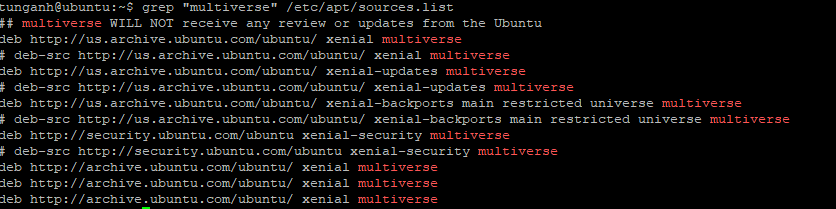 tunganh@ubuntu:~$ grep "multiverse" /etc/apt/sources.list
## multiverse WILL NOT receive any review or updates from the Ubuntu
deb http://us.archive.ubuntu.com/ubuntu/ xenial multiverse
# deb-src http://us.archive.ubuntu.com/ubuntu/ xenial multiverse
deb http://us.archive.ubuntu.com/ubuntu/ xenial-updates multiverse
# deb-src http://us.archive.ubuntu.com/ubuntu/ xenial-updates multiverse
deb http://us.archive.ubuntu.com/ubuntu/ xenial-backports main restricted universe multiverse
# deb-src http://us.archive.ubuntu.com/ubuntu/ xenial-backports main restricted universe multiverse
deb http://security.ubuntu.com/ubuntu xenial-security multiverse
# deb-src http://security.ubuntu.com/ubuntu xenial-security multiverse
deb http://archive.ubuntu.com/ubuntu/ xenial multiverse
deb http://archive.ubuntu.com/ubuntu/ xenial multiverse
deb http://archive.ubuntu.com/ubuntu/ xenial multiverse